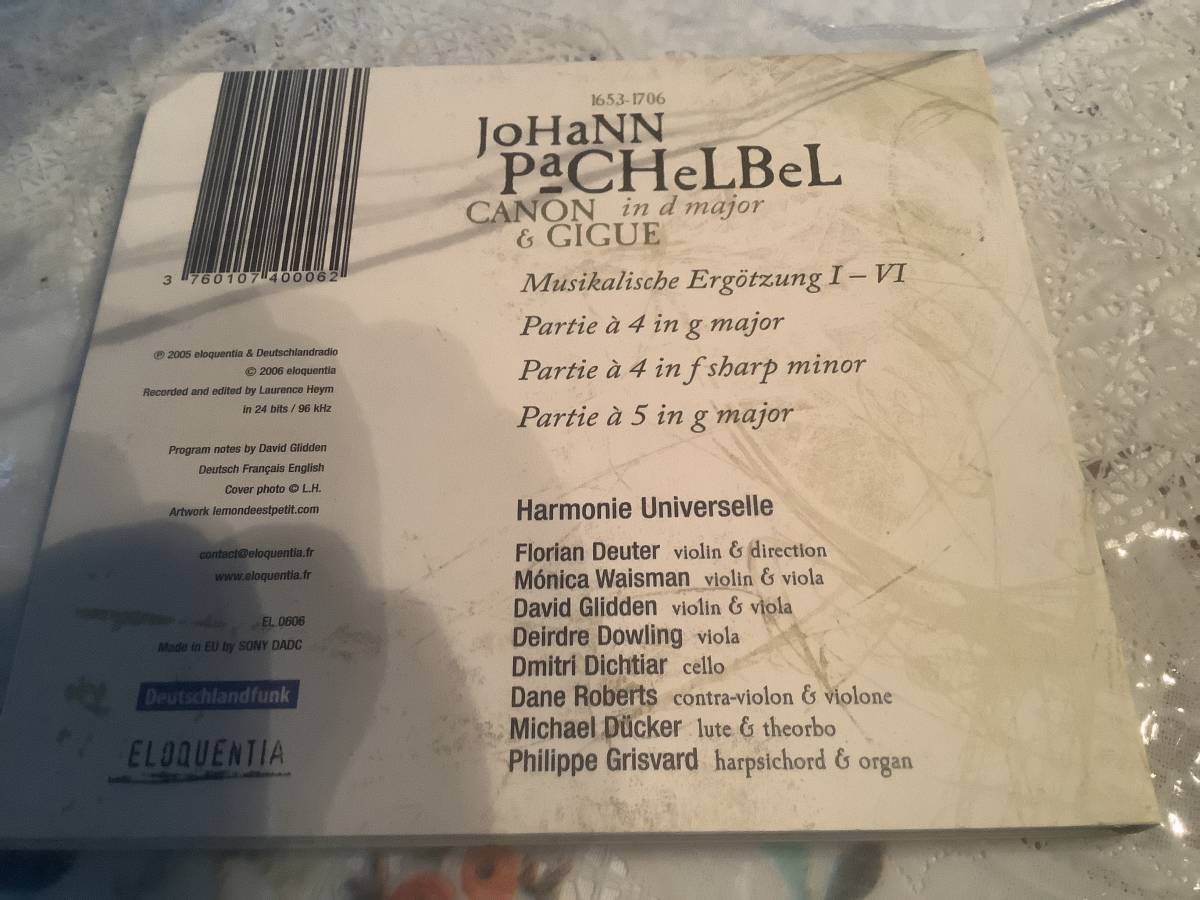 1653-1706
JoHaNN
PaCHeLBeL
CANON in d major
& GIGUE
Musikalische Ergötzung I – VI
Partie à 4 in g major
Partie à 4 in f sharp minor
Partie à 5 in g major
Harmonie Universelle
Florian Deuter violin & direction
Mónica Waisman violin & viola
David Glidden violin & viola
Deirdre Dowling viola
Dmitri Dichtiar cello
Dane Roberts contra-violon & violone
Michael Dücker lute & theorbo
Philippe Grisvard harpsichord & organ
3 760107 400062
℗ 2005 eloquentia & Deutschlandradio
© 2006 eloquentia
Recorded and edited by Laurence Heym
in 24 bits / 96 kHz
Program notes by David Glidden
Deutsch Français English
Cover photo © L.H.
Artwork lemondeestpetit.com
contact@eloquentia.fr
www.eloquentia.fr
EL 0606
Made in EU by SONY DADC
Deutschlandfunk
ELOQUENTIA